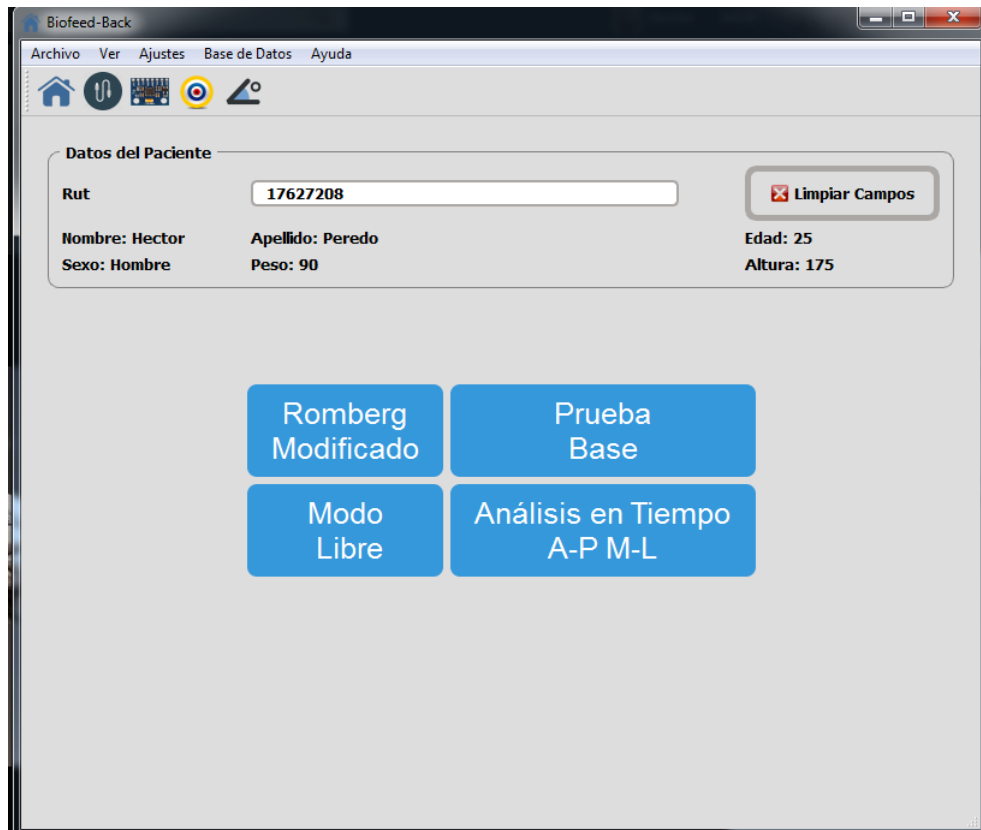 Biofeed-Back
Archivo Ver Ajustes Base de Datos Ayuda
Datos del Paciente
Rut 17627208 Limpiar Campos
Nombre: Hector Apellido: Peredo Edad: 25
Sexo: Hombre Peso: 90 Altura: 175
Romberg
Modificado
Prueba
Base
Modo
Libre
Análisis en Tiempo
A-P M-L